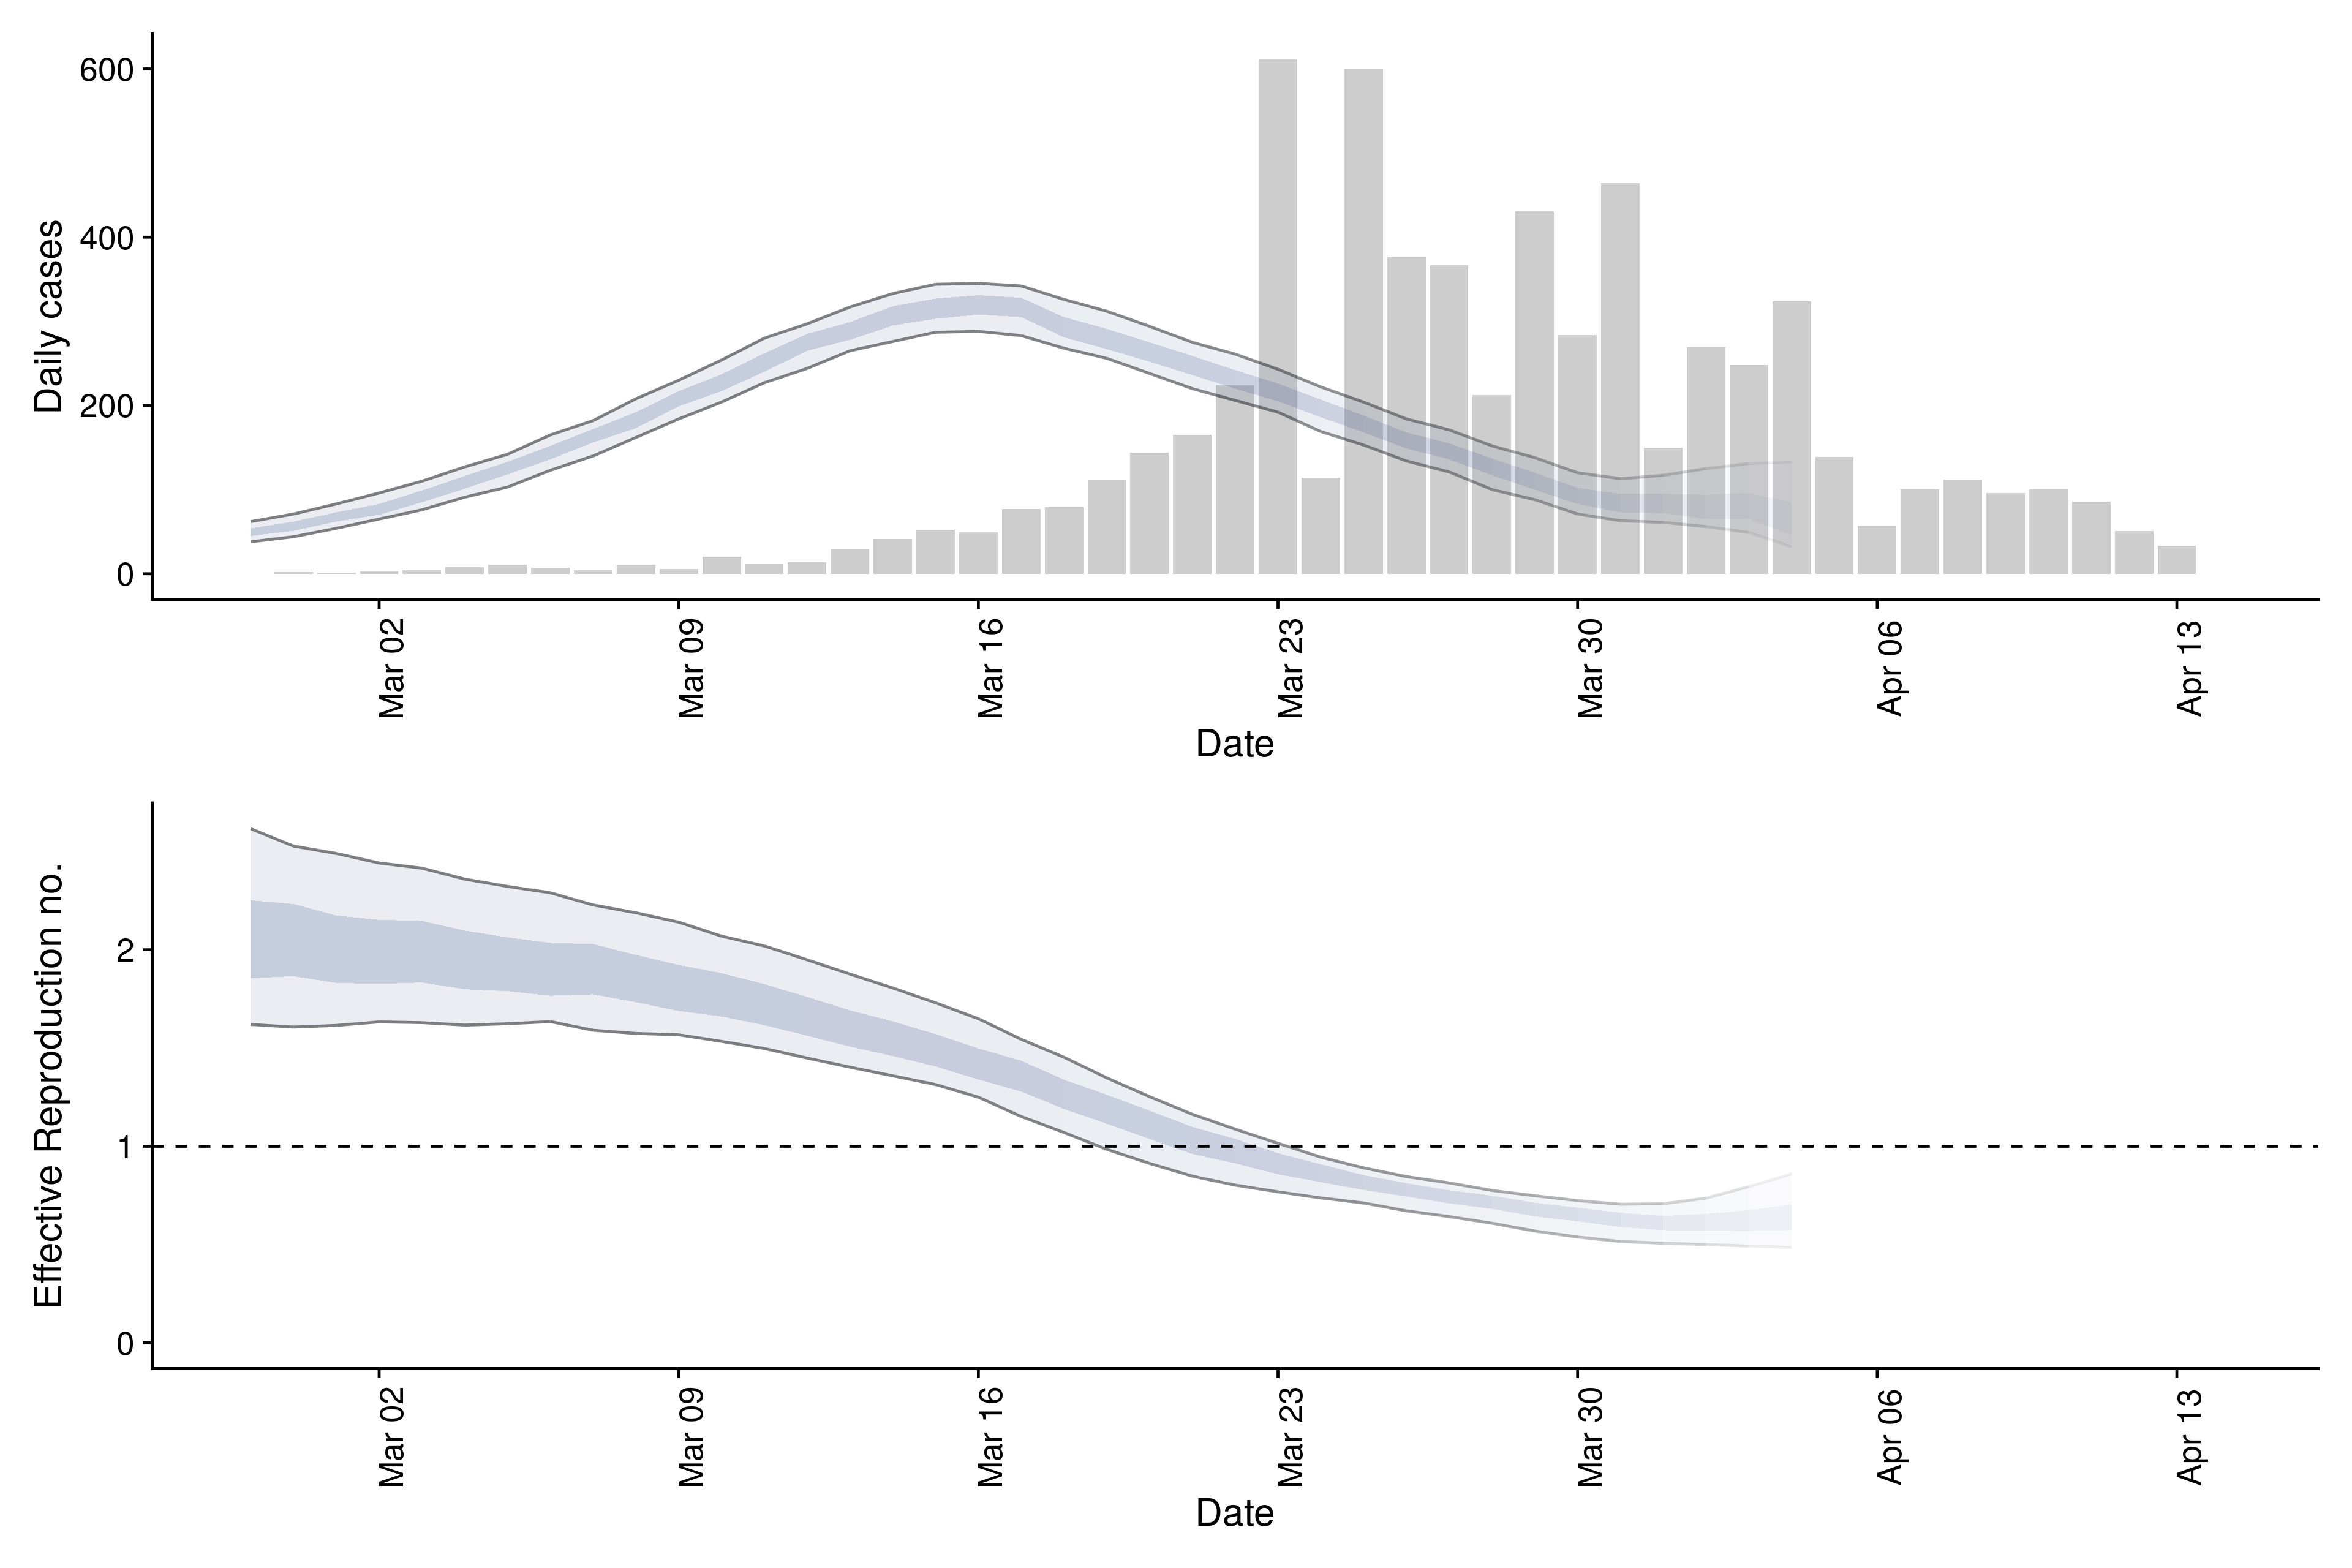 600
400
200
0
Daily cases
Mar 02
Mar 09
Mar 16
Mar 23
Mar 30
Apr 06
Apr 13
Date
2
1
0
Effective Reproduction no.
Mar 02
Mar 09
Mar 16
Mar 23
Mar 30
Apr 06
Apr 13
Date